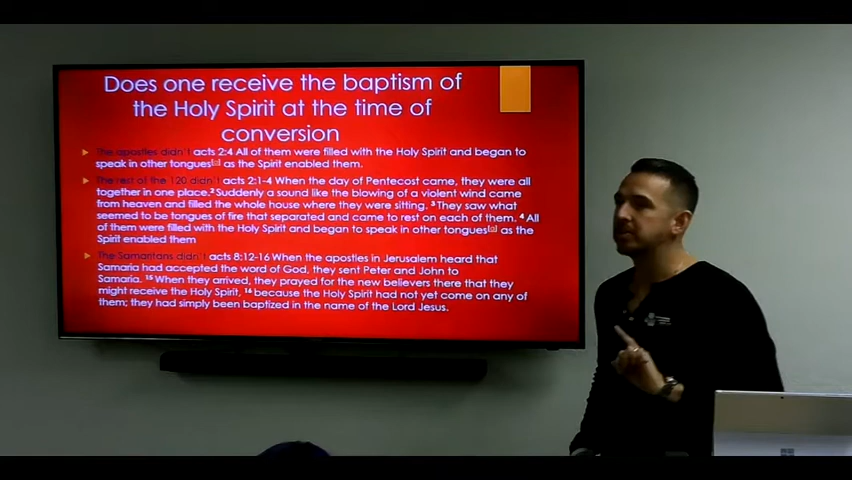 Does one receive the baptism of
the Holy Spirit at the time of
conversion
The apostles didn't acts 2:4 All of them were filled with the Holy Spirit and began to
speak in other tongues[a] as the Spirit enabled them.
The rest of the 120 didn't acts 2:1-4 When the day of Pentecost came, they were all
together in one place. 2 Suddenly a sound like the blowing of a violent wind came
from heaven and filled the whole house where they were sitting. 3 They saw what
seemed to be tongues of fire that separated and came to rest on each of them. 4 All
of them were filled with the Holy Spirit and began to speak in other tongues[a] as the
Spirit enabled them
The Samaritans didn't acts 8:12-16 When the apostles in Jerusalem heard that
Samaria had accepted the word of God, they sent Peter and John to
Samaria. 15 When they arrived, they prayed for the new believers there that they
might receive the Holy Spirit, 16 because the Holy Spirit had not yet come on any of
them; they had simply been baptized in the name of the Lord Jesus.